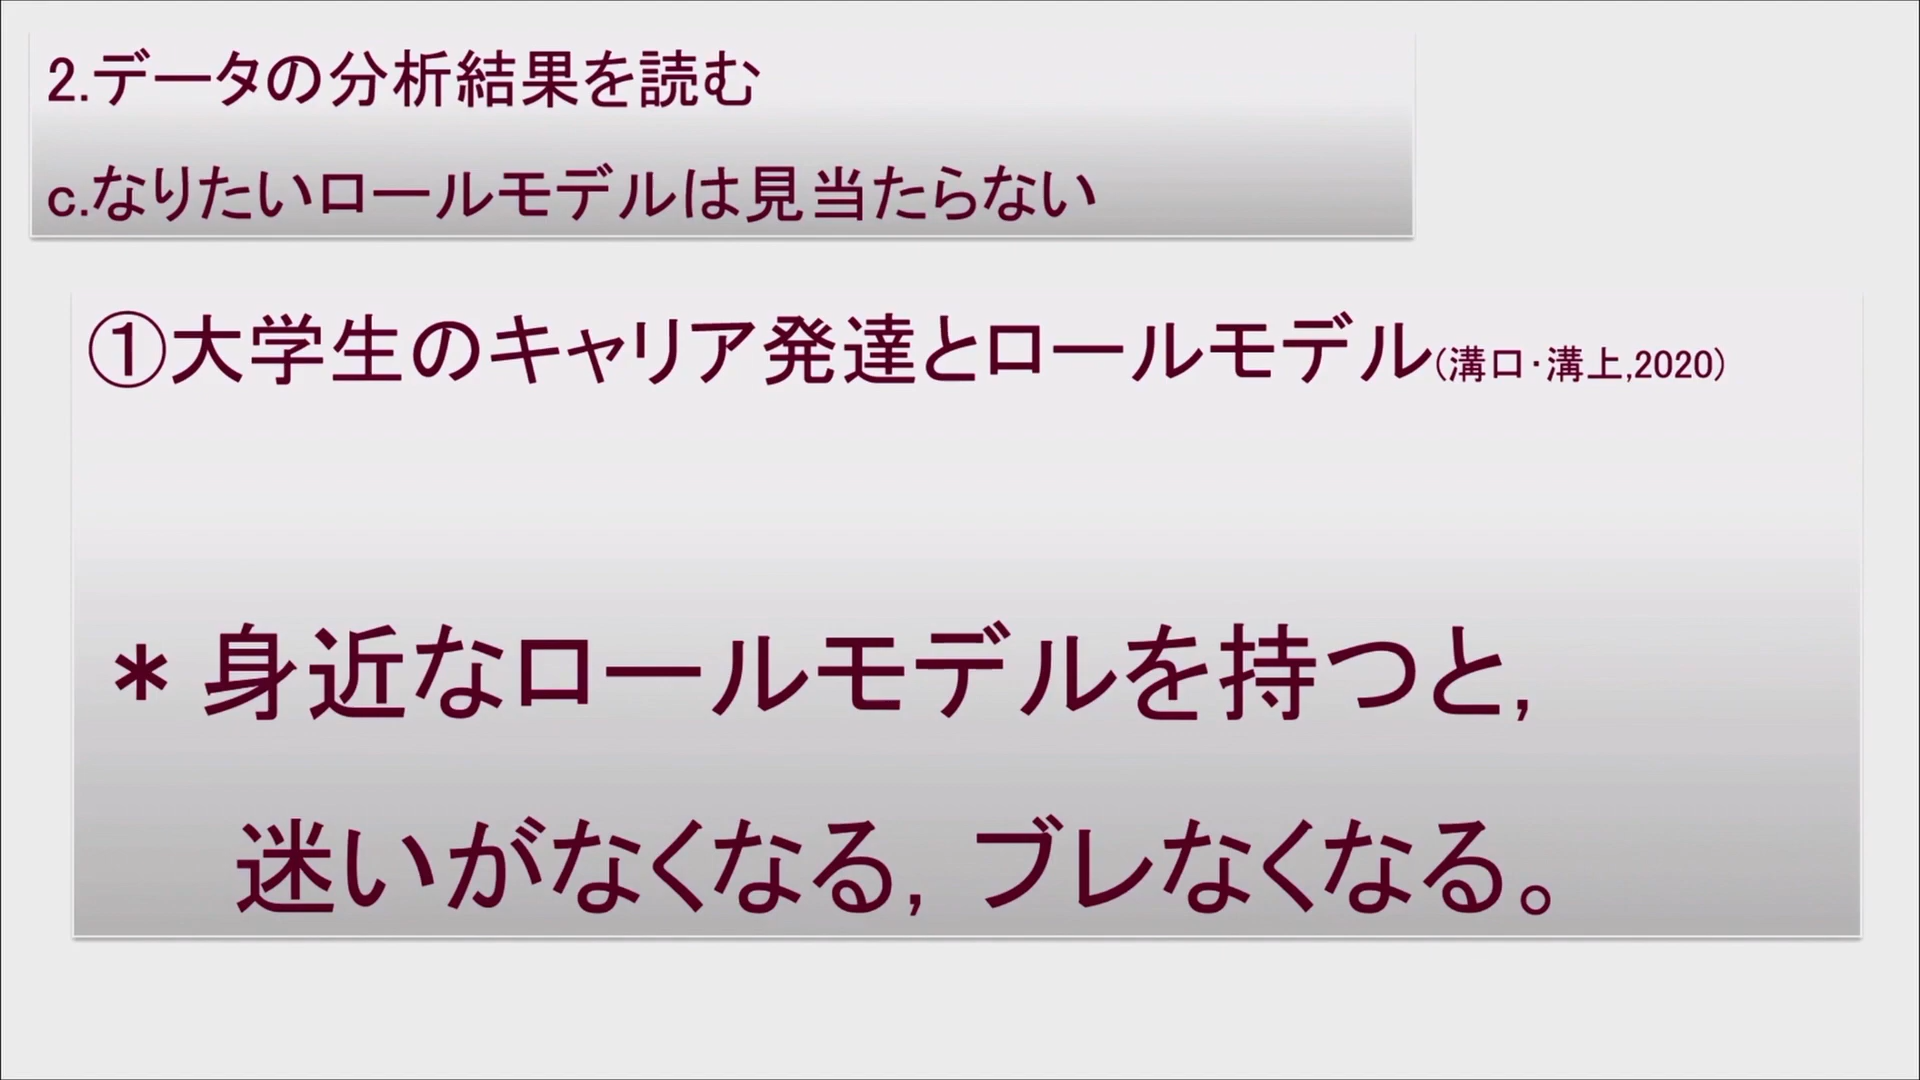 2.データの分析結果を読む
c.なりたいロールモデルは見当たらない
①大学生のキャリア発達とロールモデル(溝口・溝上,2020)
＊身近なロールモデルを持つと,
迷いがなくなる, ブレなくなる。